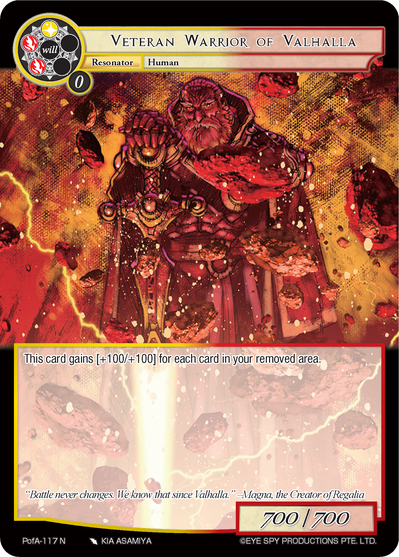 Veteran Warrior of Valhalla
will
Resonator Human
0
This card gains [+100/+100] for each card in your removed area.
"Battle never changes. We know that since Valhalla." –Magna, the Creator of Regalia
700 / 700
PofA-117 N KIA ASAMIYA ©EYE SPY PRODUCTIONS PTE. LTD.